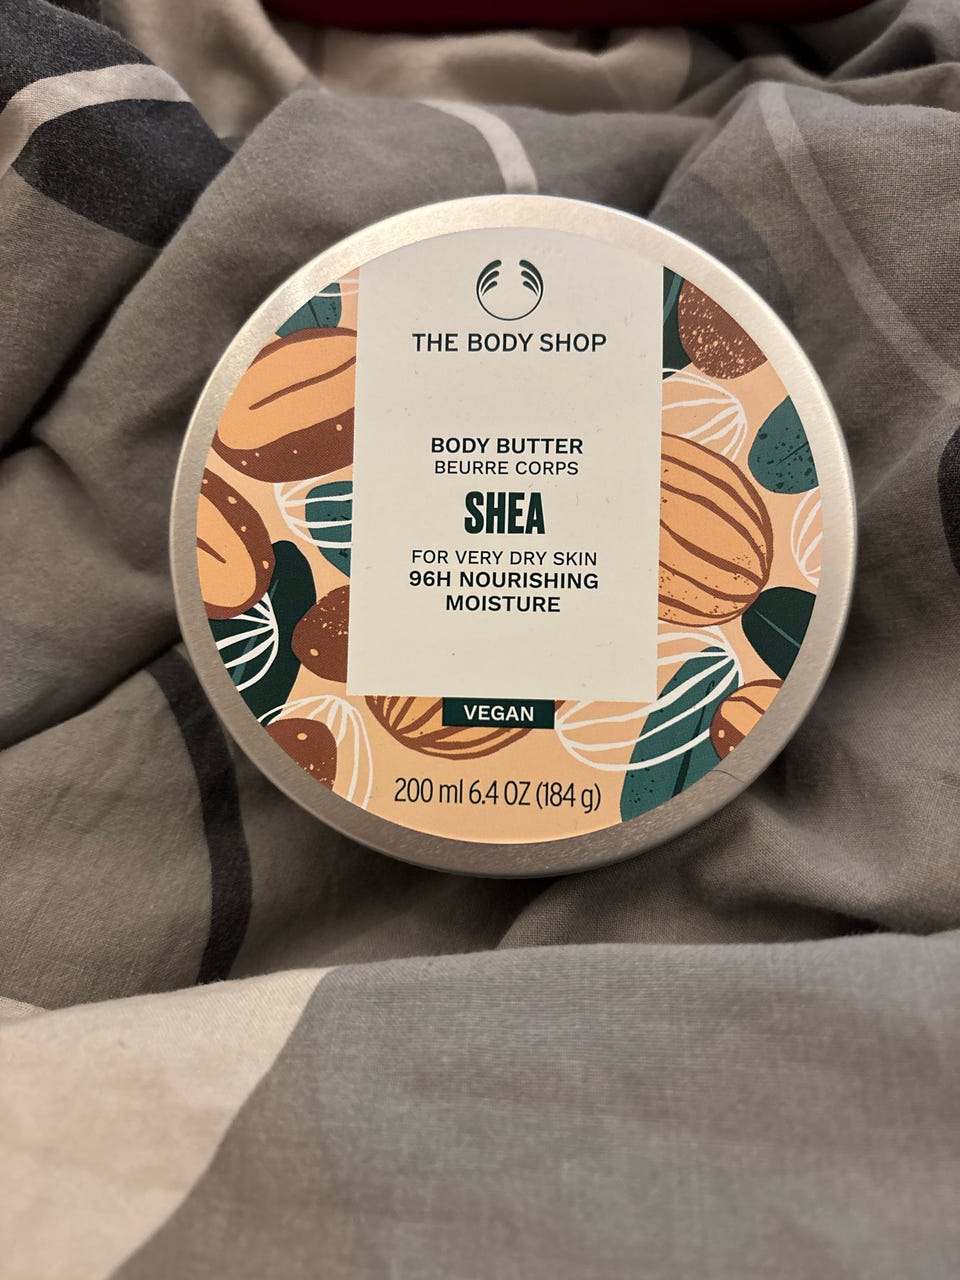 THE BODY SHOP
BODY BUTTER
BEURRE CORPS
SHEA
FOR VERY DRY SKIN
96H NOURISHING
MOISTURE
VEGAN
200 ml 6.4 OZ (184 g)